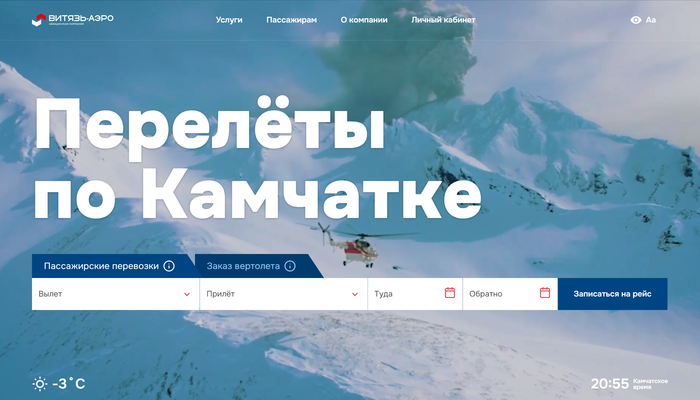 ВИТЯЗЬ-АЭРО
Услуги
Пассажирам
О компании
Личный кабинет
Aa
Перелёты
по Камчатке
Пассажирские перевозки
Заказ вертолета
Вылет
Прилёт
Туда
Обратно
Записаться на рейс
-3°C
20:55
Камчатское
время